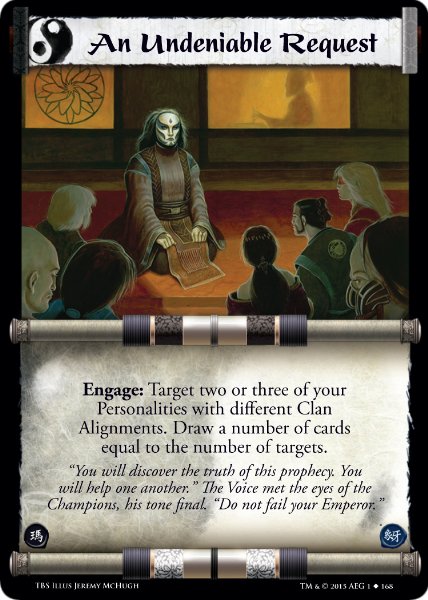 An Undeniable Request
Engage: Target two or three of your
Personalities with different Clan
Alignments. Draw a number of cards
equal to the number of targets.
“You will discover the truth of this prophecy. You
will help one another.” The Voice met the eyes of the
Champions, his tone final. “Do not fail your Emperor.”
瑪
TBS ILLUS JEREMY MCHUGH
TM & © 2015 AEG 1 ♦ 168